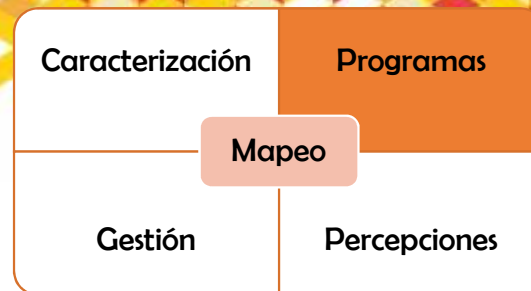 Caracterización
Programas
Mapeo
Gestión
Percepciones